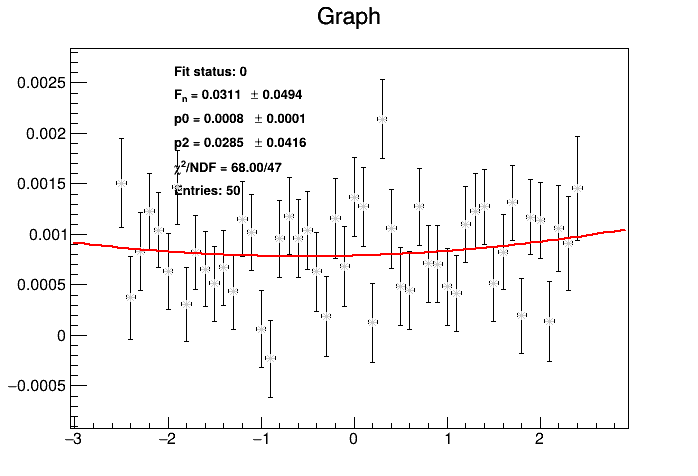 Graph
Fit status: 0
Fn = 0.0311 ± 0.0494
p0 = 0.0008 ± 0.0001
p2 = 0.0285 ± 0.0416
χ²/NDF = 68.00/47
Entries: 50
0.0025
0.002
0.0015
0.001
0.0005
0
−0.0005
−3 −2 −1 0 1 2